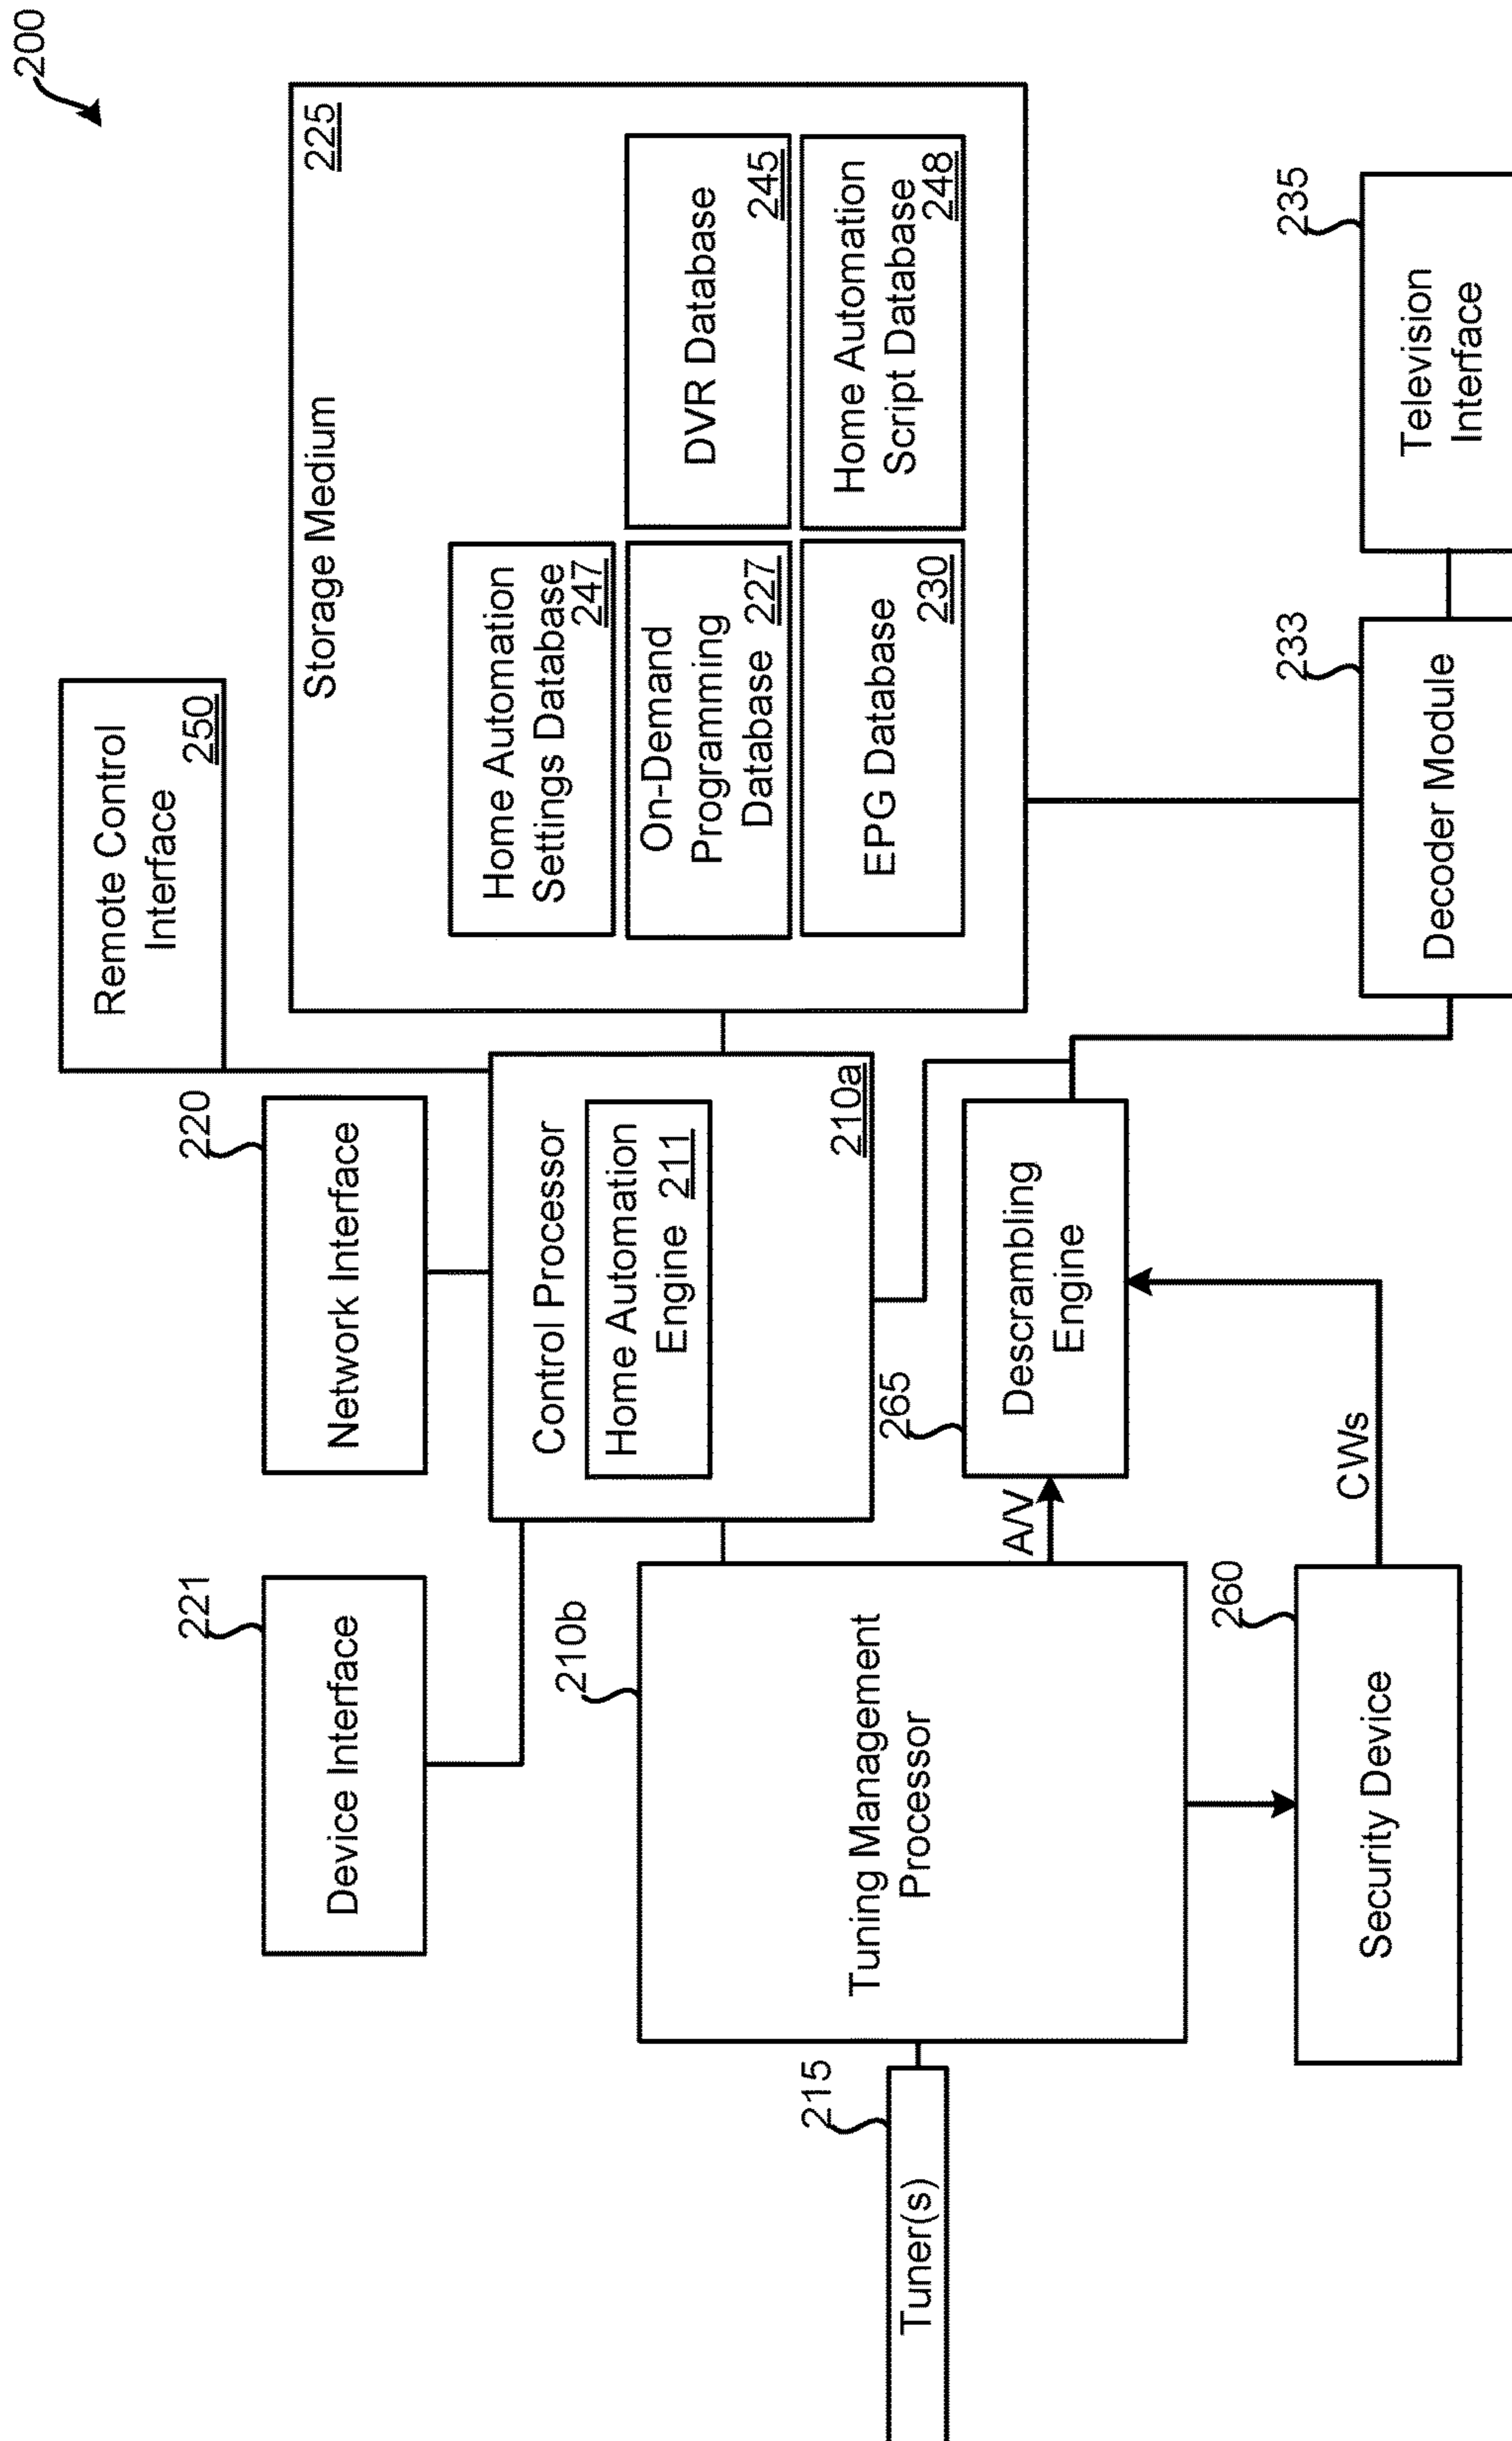 200
Remote Control
Interface
250
Storage Medium
225
Home Automation
Settings Database
247
On-Demand
Programming
Database 227
DVR Database
245
EPG Database
230
Home Automation
Script Database
248
221
Device Interface
220
Network Interface
Control Processor
Home Automation
Engine 211
210a
210b
Tuning Management
Processor
215
Tuner(s)
A/V
265
Descrambling
Engine
260
Security Device
CWs
233
Decoder Module
235
Television
Interface